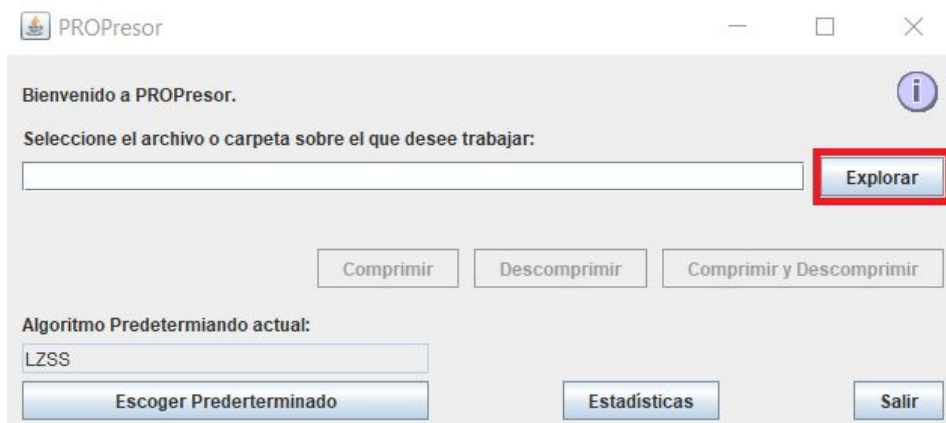 PROPresor
Bienvenido a PROPresor.
i
Seleccione el archivo o carpeta sobre el que desee trabajar:
Explorar
Comprimir Descomprimir Comprimir y Descomprimir
Algoritmo Predetermiando actual:
LZSS
Escoger Prederterminado Estadísticas Salir